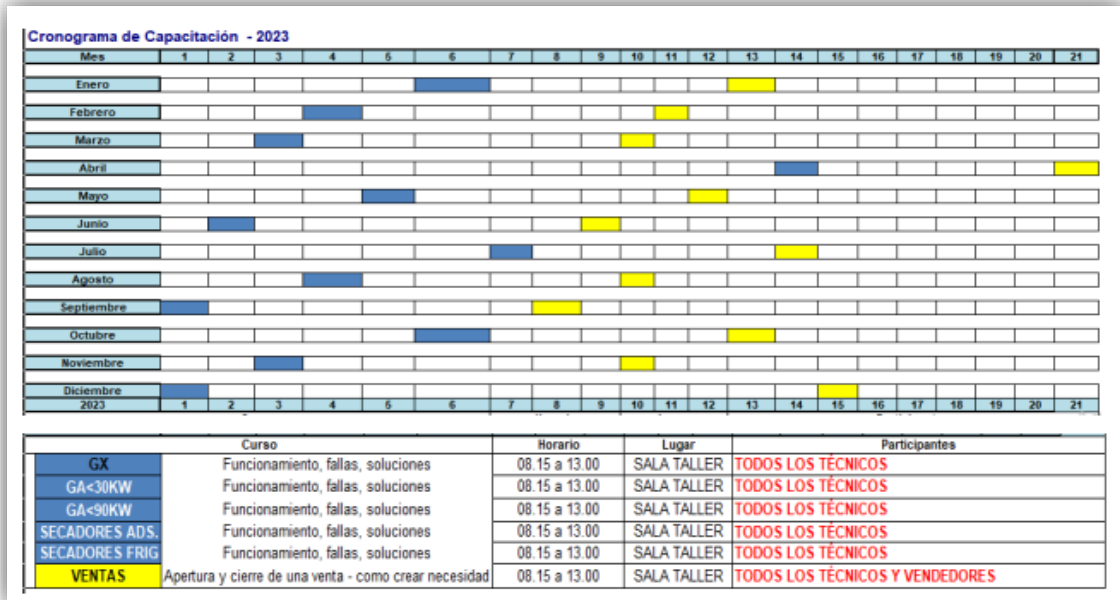 Cronograma de Capacitación - 2023
Mes 1 2 3 4 5 6 7 8 9 10 11 12 13 14 15 16 17 18 19 20 21
Enero
Febrero
Marzo
Abril
Mayo
Junio
Julio
Agosto
Septiembre
Octubre
Noviembre
Diciembre
2023 1 2 3 4 5 6 7 8 9 10 11 12 13 14 15 16 17 18 19 20 21
Curso Horario Lugar Participantes
GX Funcionamiento, fallas, soluciones 08.15 a 13.00 SALA TALLER TODOS LOS TÉCNICOS
GA<30KW Funcionamiento, fallas, soluciones 08.15 a 13.00 SALA TALLER TODOS LOS TÉCNICOS
GA<90KW Funcionamiento, fallas, soluciones 08.15 a 13.00 SALA TALLER TODOS LOS TÉCNICOS
SECADORES ADS. Funcionamiento, fallas, soluciones 08.15 a 13.00 SALA TALLER TODOS LOS TÉCNICOS
SECADORES FRIG Funcionamiento, fallas, soluciones 08.15 a 13.00 SALA TALLER TODOS LOS TÉCNICOS
VENTAS Apertura y cierre de una venta - como crear necesidad 08.15 a 13.00 SALA TALLER TODOS LOS TÉCNICOS Y VENDEDORES